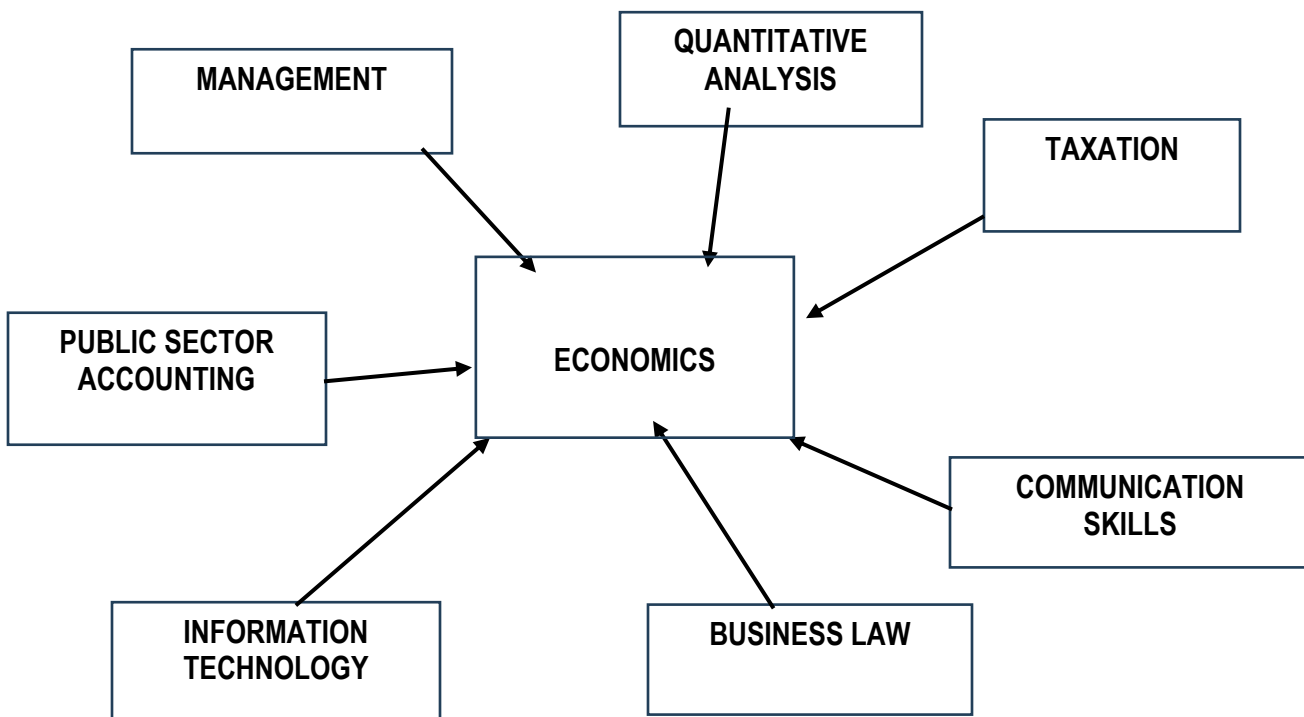 QUANTITATIVE
ANALYSIS
MANAGEMENT
TAXATION
PUBLIC SECTOR
ACCOUNTING
ECONOMICS
COMMUNICATION
SKILLS
INFORMATION
TECHNOLOGY
BUSINESS LAW